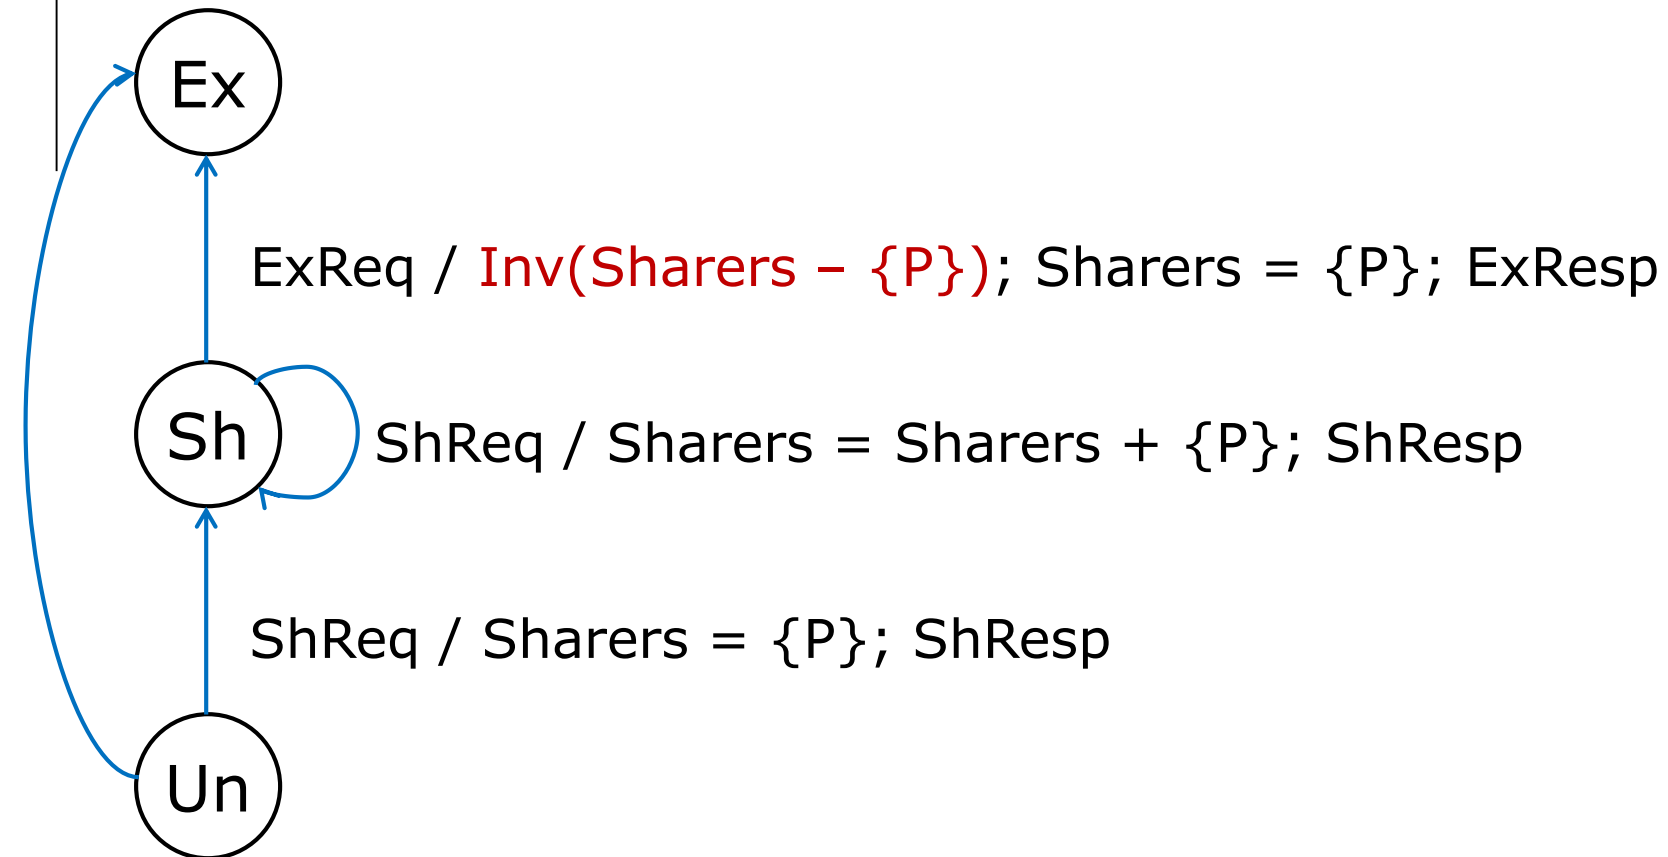 Ex
ExReq / Inv(Sharers – {P}); Sharers = {P}; ExResp
Sh
ShReq / Sharers = Sharers + {P}; ShResp
ShReq / Sharers = {P}; ShResp
Un